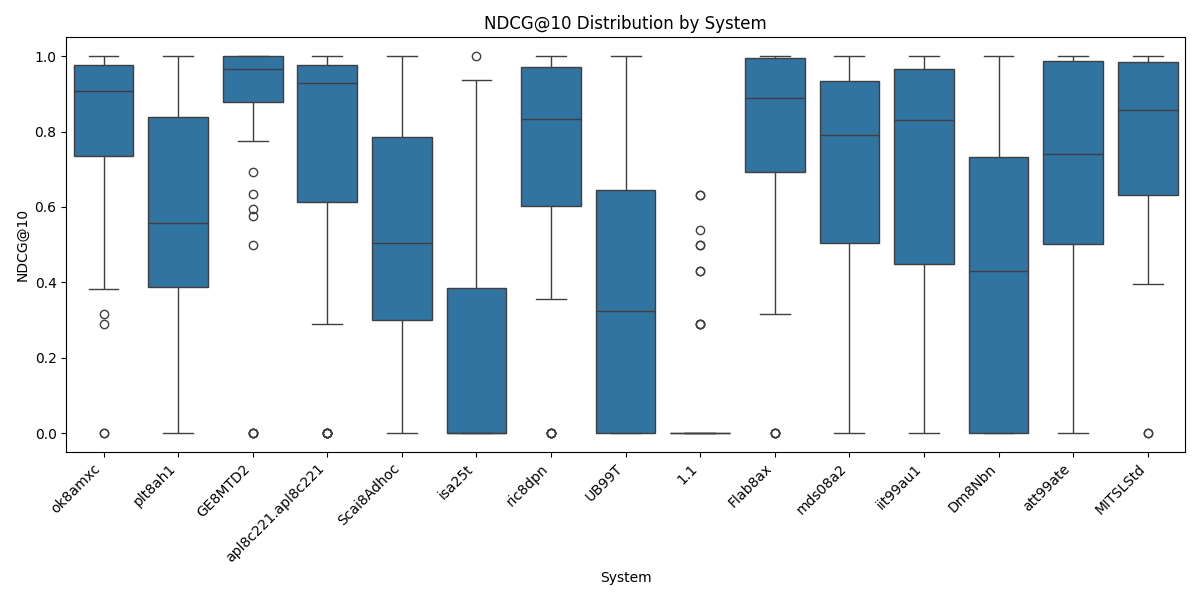 NDCG@10 Distribution by System
NDCG@10
1.0
0.8
0.6
0.4
0.2
0.0
ok8amxc
plt8ah1
GE8MTD2
apl8c221.apl8c221
Scai8Adhoc
isa25t
ric8dpn
UB99T
1.1
Flab8ax
mds08a2
iit99au1
Dm8Nbn
att99ate
MITSLStd
System